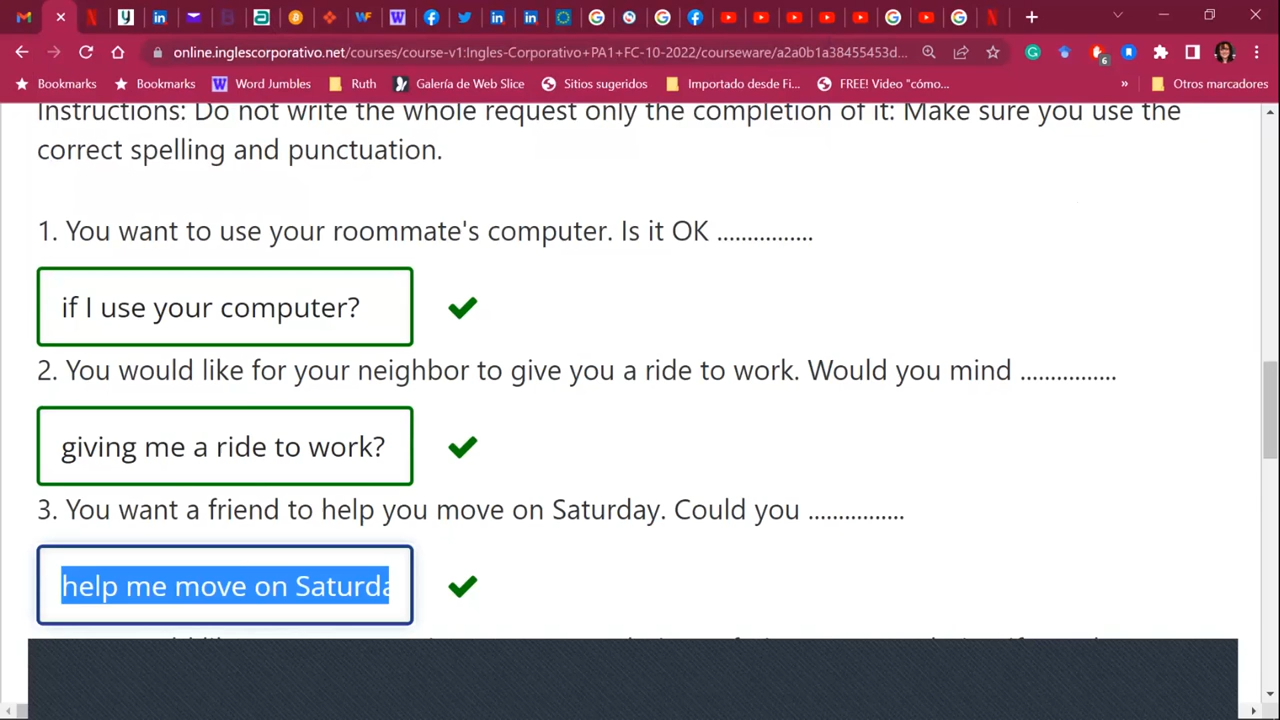 online.inglescorporativo.net/courses/course-v1:Ingles-Corporativo+PA1+FC-10-2022/courseware/a2a0b1a38455453d...
6
Bookmarks
Bookmarks
Word Jumbles
Ruth
Galería de Web Slice
Sitios sugeridos
Importado desde Fi...
FREE! Video "cómo...
»
Otros marcadores
Instructions: Do not write the whole request only the completion of it: Make sure you use the
correct spelling and punctuation.
1. You want to use your roommate's computer. Is it OK ................
if I use your computer?
2. You would like for your neighbor to give you a ride to work. Would you mind ................
giving me a ride to work?
3. You want a friend to help you move on Saturday. Could you ................
help me move on Saturda